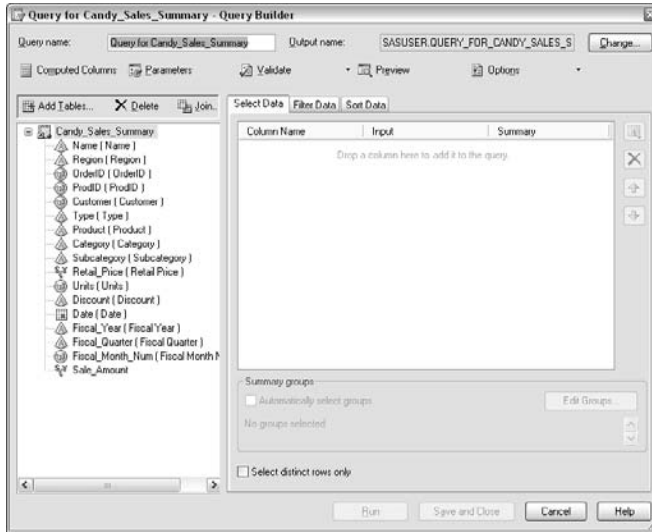 Query for Candy_Sales_Summary - Query Builder
Query name: Query for Candy_Sales_Summary Output name: SASUSER.QUERY_FOR_CANDY_SALES_S Change...
Computed Columns Parameters Validate Preview Options
Add Tables... Delete Join... Select Data Filter Data Sort Data
Column Name Input Summary
Drop a column here to add it to the query
Candy_Sales_Summary
Name ( Name )
Region ( Region )
OrderID ( OrderID )
ProdID ( ProdID )
Customer ( Customer )
Type ( Type )
Product ( Product )
Category ( Category )
Subcategory ( Subcategory )
Retail_Price ( Retail Price )
Units ( Units )
Discount ( Discount )
Date ( Date )
Fiscal_Year ( Fiscal Year )
Fiscal_Quarter ( Fiscal Quarter )
Fiscal_Month_Num ( Fiscal Month N
Sale_Amount
Summary groups
Automatically select groups Edit Groups...
No groups selected
Select distinct rows only
Run Save and Close Cancel Help